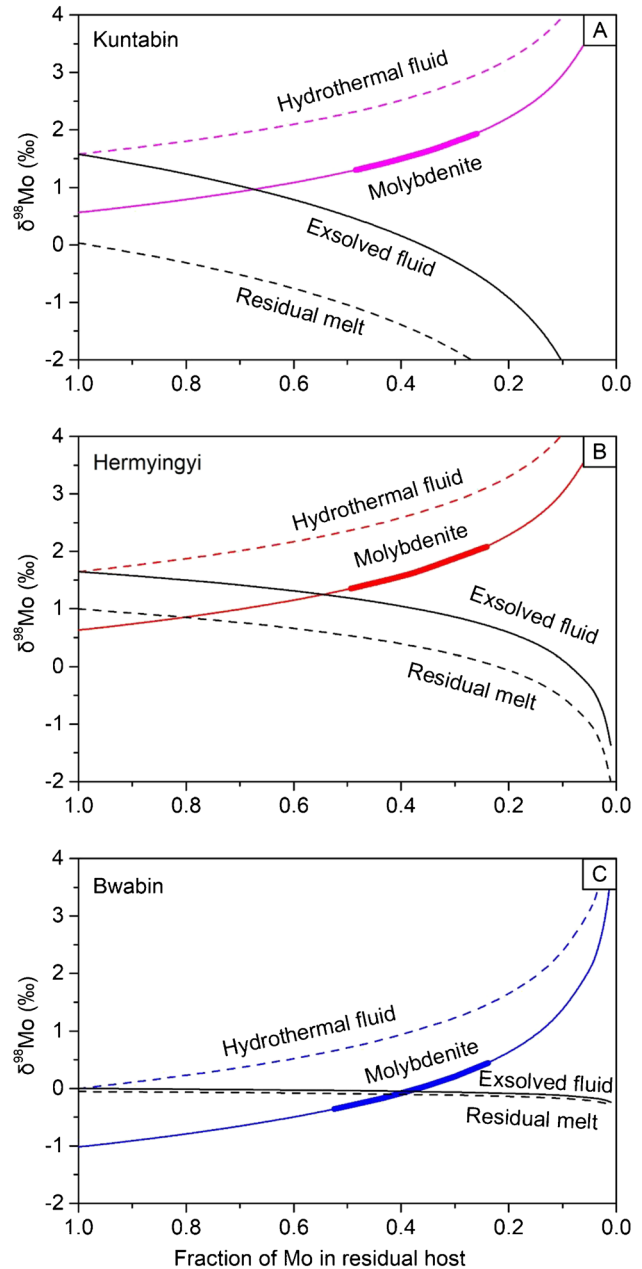 Kuntabin
A
Hydrothermal fluid
Molybdenite
Exsolved fluid
Residual melt
δ⁹⁸Mo (‰)
4
3
2
1
0
-1
-2
1.0 0.8 0.6 0.4 0.2 0.0
Hermyingyi
B
Hydrothermal fluid
Molybdenite
Exsolved fluid
Residual melt
δ⁹⁸Mo (‰)
4
3
2
1
0
-1
-2
1.0 0.8 0.6 0.4 0.2 0.0
Bwabin
C
Hydrothermal fluid
Molybdenite
Exsolved fluid
Residual melt
δ⁹⁸Mo (‰)
4
3
2
1
0
-1
-2
1.0 0.8 0.6 0.4 0.2 0.0
Fraction of Mo in residual host